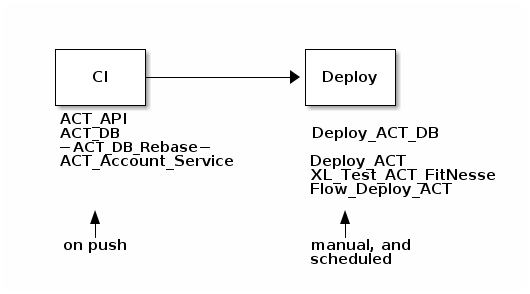 CI
Deploy
ACT_API
ACT_DB
—ACT_DB_Rebase—
ACT_Account_Service
Deploy_ACT_DB
Deploy_ACT
XL_Test_ACT_FitNesse
Flow_Deploy_ACT
on push
manual, and
scheduled